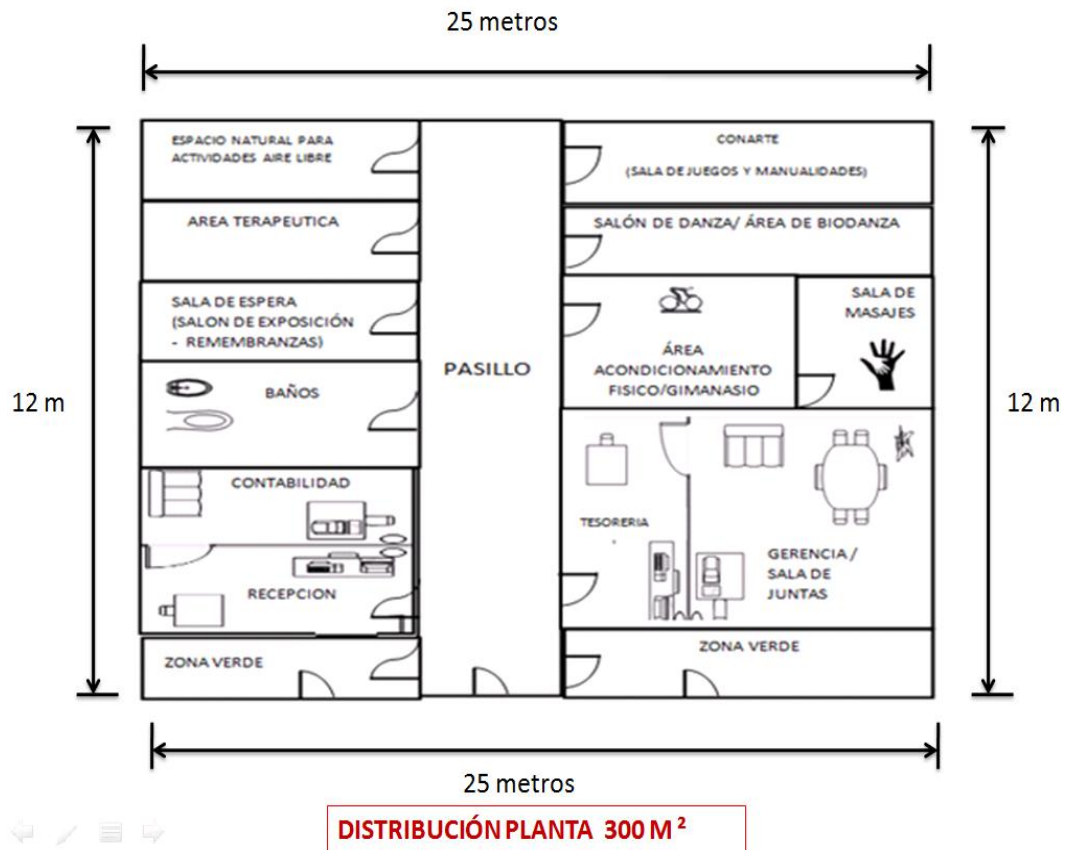 25 metros
ESPACIO NATURAL PARA
ACTIVIDADES AIRE LIBRE
CONARTE
(SALA DE JUEGOS Y MANUALIDADES)
AREA TERAPEUTICA
SALÓN DE DANZA/ ÁREA DE BIODANZA
SALA DE ESPERA
(SALON DE EXPOSICIÓN
- REMEMBRANZAS)
SALA DE
MASAJES
ÁREA
ACONDICIONAMIENTO
FISICO/GIMANASIO
PASILLO
BAÑOS
12 m
12 m
CONTABILIDAD
TESORERIA
GERENCIA /
SALA DE
JUNTAS
RECEPCION
ZONA VERDE
ZONA VERDE
25 metros
DISTRIBUCIÓN PLANTA 300 M²